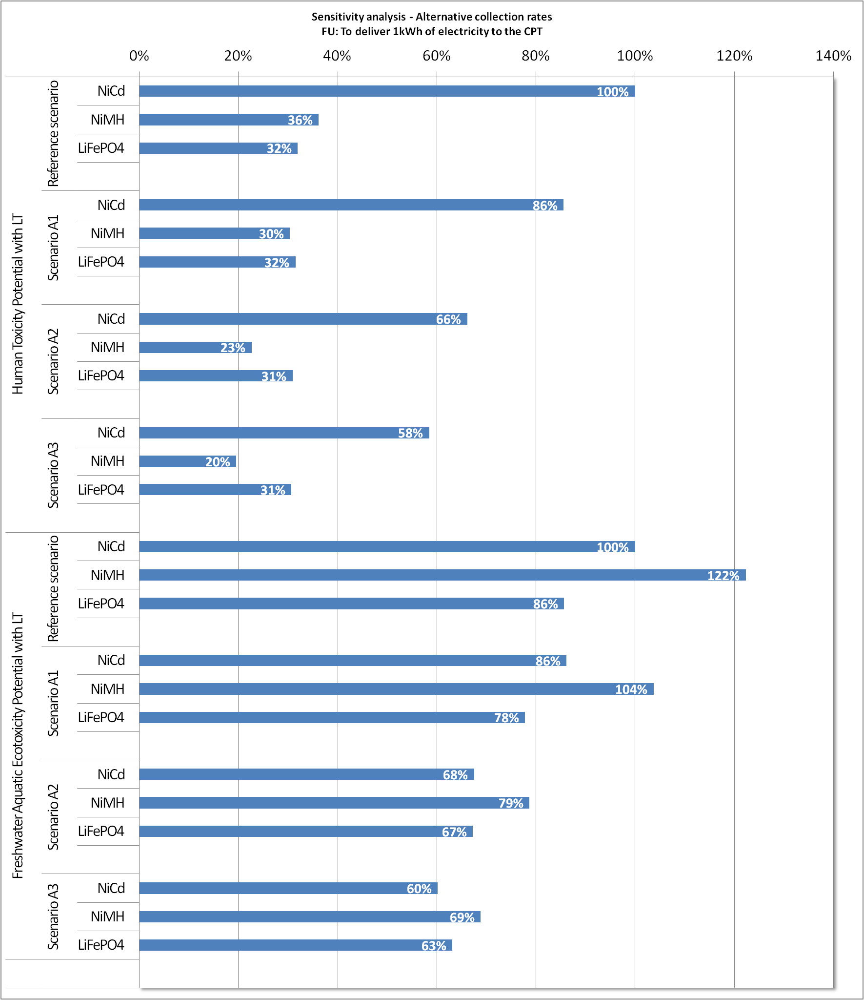 Sensitivity analysis - Alternative collection rates
FU: To deliver 1kWh of electricity to the CPT
0% 20% 40% 60% 80% 100% 120% 140%
Human Toxicity Potential with LT
Reference scenario
NiCd 100%
NiMH 36%
LiFePO4 32%
Scenario A1
NiCd 86%
NiMH 30%
LiFePO4 32%
Scenario A2
NiCd 66%
NiMH 23%
LiFePO4 31%
Scenario A3
NiCd 58%
NiMH 20%
LiFePO4 31%
Freshwater Aquatic Ecotoxicity Potential with LT
Reference scenario
NiCd 100%
NiMH 122%
LiFePO4 86%
Scenario A1
NiCd 86%
NiMH 104%
LiFePO4 78%
Scenario A2
NiCd 68%
NiMH 79%
LiFePO4 67%
Scenario A3
NiCd 60%
NiMH 69%
LiFePO4 63%